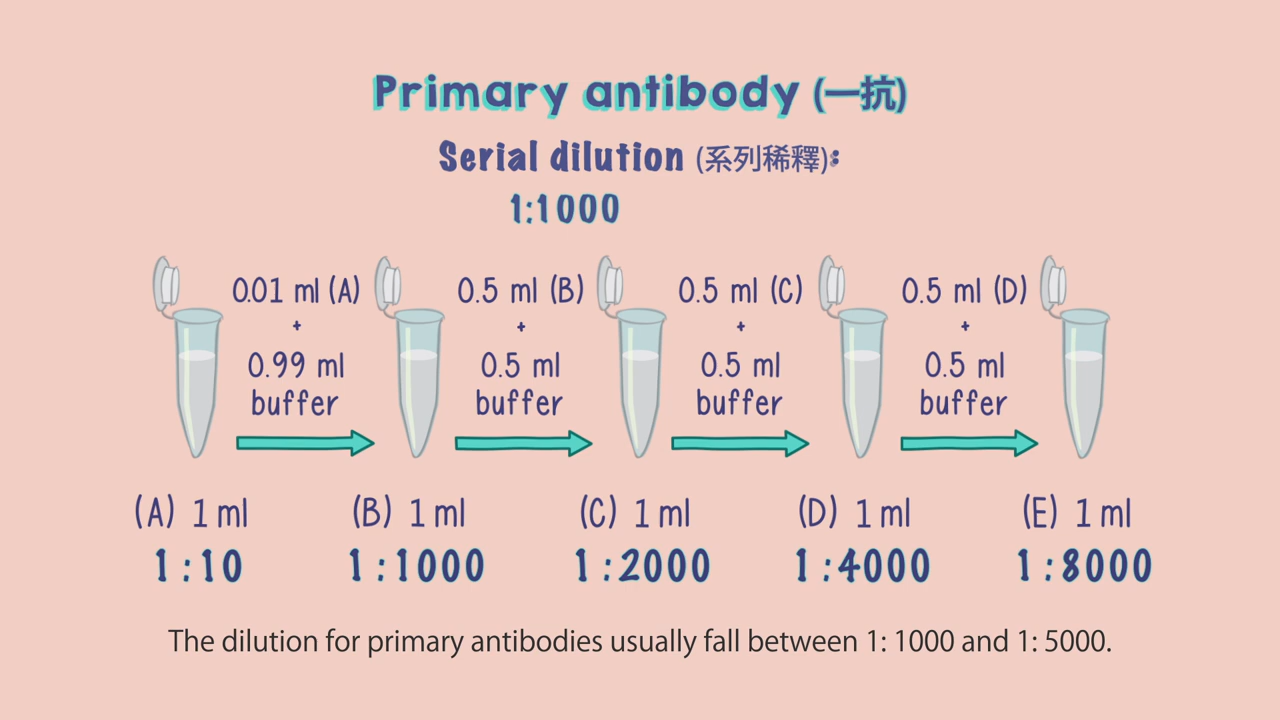 Primary antibody (一抗)
Serial dilution (系列稀釋):
1:1000
0.01 ml (A)
+
0.99 ml
buffer
0.5 ml (B)
+
0.5 ml
buffer
0.5 ml (C)
+
0.5 ml
buffer
0.5 ml (D)
+
0.5 ml
buffer
(A) 1 ml
1:10
(B) 1 ml
1:1000
(C) 1 ml
1:2000
(D) 1 ml
1:4000
(E) 1 ml
1:8000
The dilution for primary antibodies usually fall between 1: 1000 and 1: 5000.